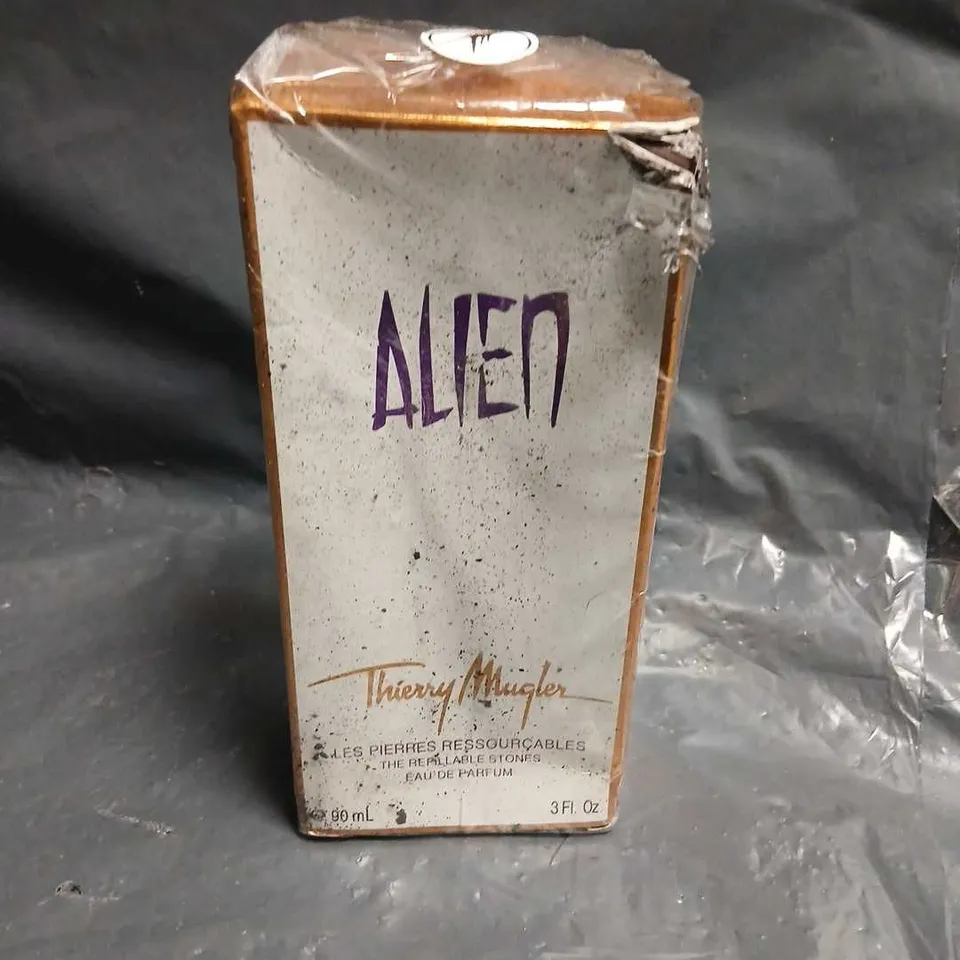 ALIEN
Thierry Mugler
LES PIERRES RESSOURÇABLES
THE REFILLABLE STONES
EAU DE PARFUM
℮ 90 mL 3 Fl. Oz.